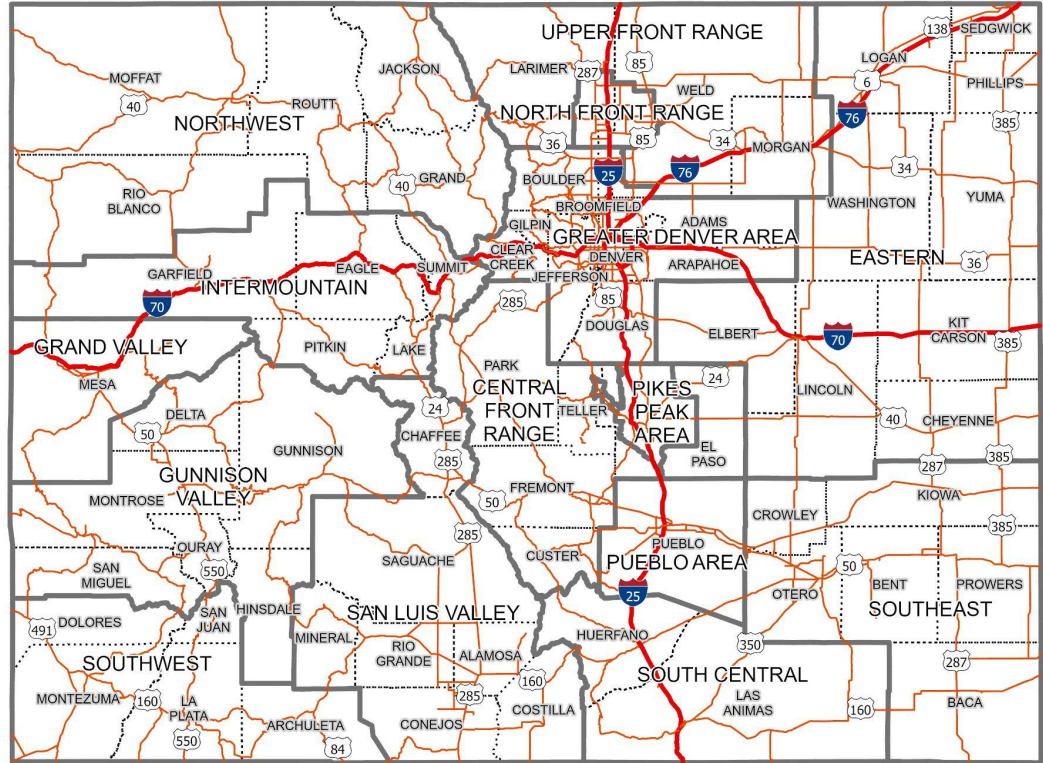 138
SEDGWICK
UPPER FRONT RANGE
LOGAN
85
JACKSON
LARIMER
287
MOFFAT
6
PHILLIPS
WELD
40
ROUTT
NORTHWEST
NORTH FRONT RANGE
76
385
36
85
34
MORGAN
76
25
34
GRAND
40
BOULDER
RIO
BLANCO
YUMA
WASHINGTON
BROOMFIELD
GILPIN
ADAMS
GREATER DENVER AREA
CLEAR
CREEK
DENVER
ARAPAHOE
EASTERN
36
GARFIELD
EAGLE
SUMMIT
JEFFERSON
INTERMOUNTAIN
70
285
85
DOUGLAS
ELBERT
KIT
CARSON
70
385
GRAND VALLEY
PITKIN
LAKE
PARK
MESA
24
CENTRAL
FRONT
RANGE
PIKES
PEAK
AREA
LINCOLN
24
TELLER
DELTA
40
CHEYENNE
50
CHAFFEE
GUNNISON
EL
PASO
285
385
287
GUNNISON
VALLEY
FREMONT
MONTROSE
50
KIOWA
CROWLEY
385
285
OURAY
PUEBLO
SAGUACHE
CUSTER
PUEBLO AREA
50
SAN
MIGUEL
550
BENT
PROWERS
25
OTERO
SOUTHEAST
SAN
JUAN
HINSDALE
SAN LUIS VALLEY
DOLORES
491
MINERAL
HUERFANO
350
RIO
GRANDE
ALAMOSA
SOUTHWEST
287
SOUTH CENTRAL
160
285
MONTEZUMA
160
LA
PLATA
COSTILLA
LAS
ANIMAS
160
BACA
ARCHULETA
CONEJOS
550
84